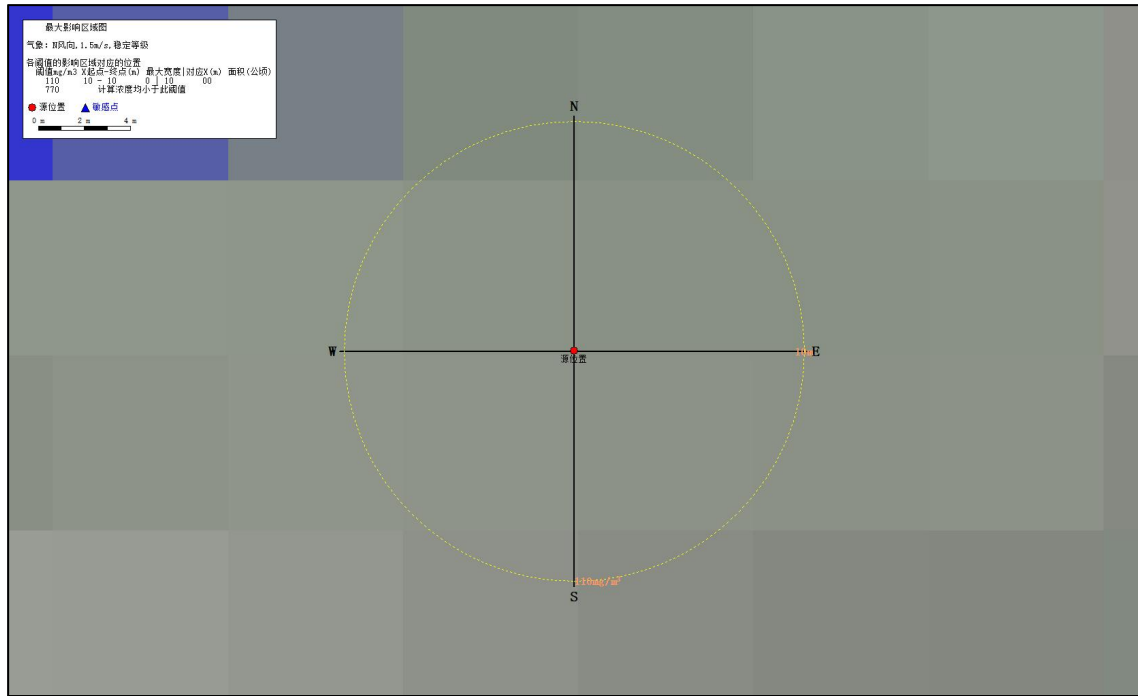 最大影响区域图
气象: N风向,1.5m/s,稳定等级
各阈值的影响区域对应的位置
阈值mg/m3 X起点-终点(m) 最大宽度|对应X(m) 面积(公顷)
110 10 - 10 0 | 10 00
770 计算浓度均小于此阈值
源位置 敏感点
0 m 2 m 4 m
N
W
10m E
源位置
110mg/m³
S